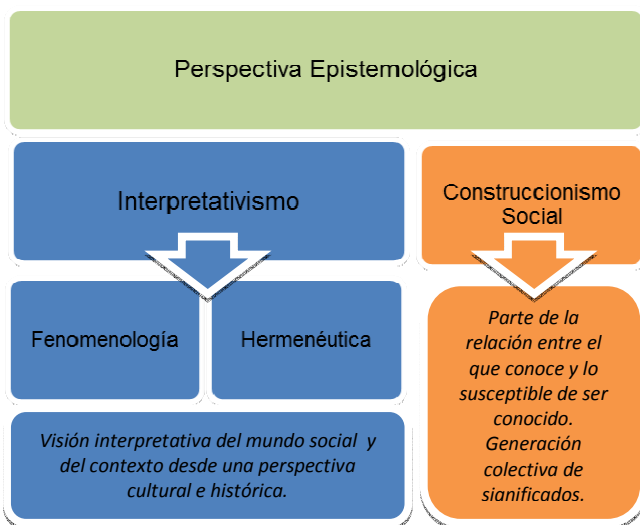 Perspectiva Epistemológica
Interpretativismo
Construccionismo
Social
Fenomenología
Hermenéutica
Visión interpretativa del mundo social y
del contexto desde una perspectiva
cultural e histórica.
Parte de la
relación entre el
que conoce y lo
susceptible de ser
conocido.
Generación
colectiva de
sianificados.